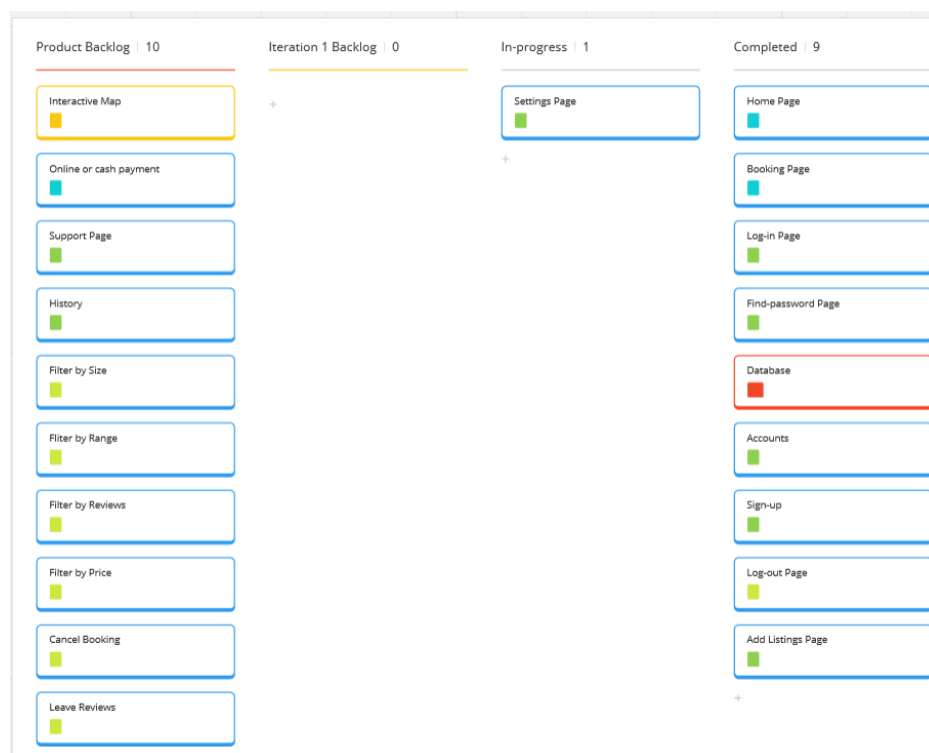 Product Backlog 10
Interactive Map
Online or cash payment
Support Page
History
Filter by Size
Fliter by Range
Filter by Reviews
Filter by Price
Cancel Booking
Leave Reviews
Iteration 1 Backlog 0
+
In-progress 1
Settings Page
+
Completed 9
Home Page
Booking Page
Log-in Page
Find-password Page
Database
Accounts
Sign-up
Log-out Page
Add Listings Page
+